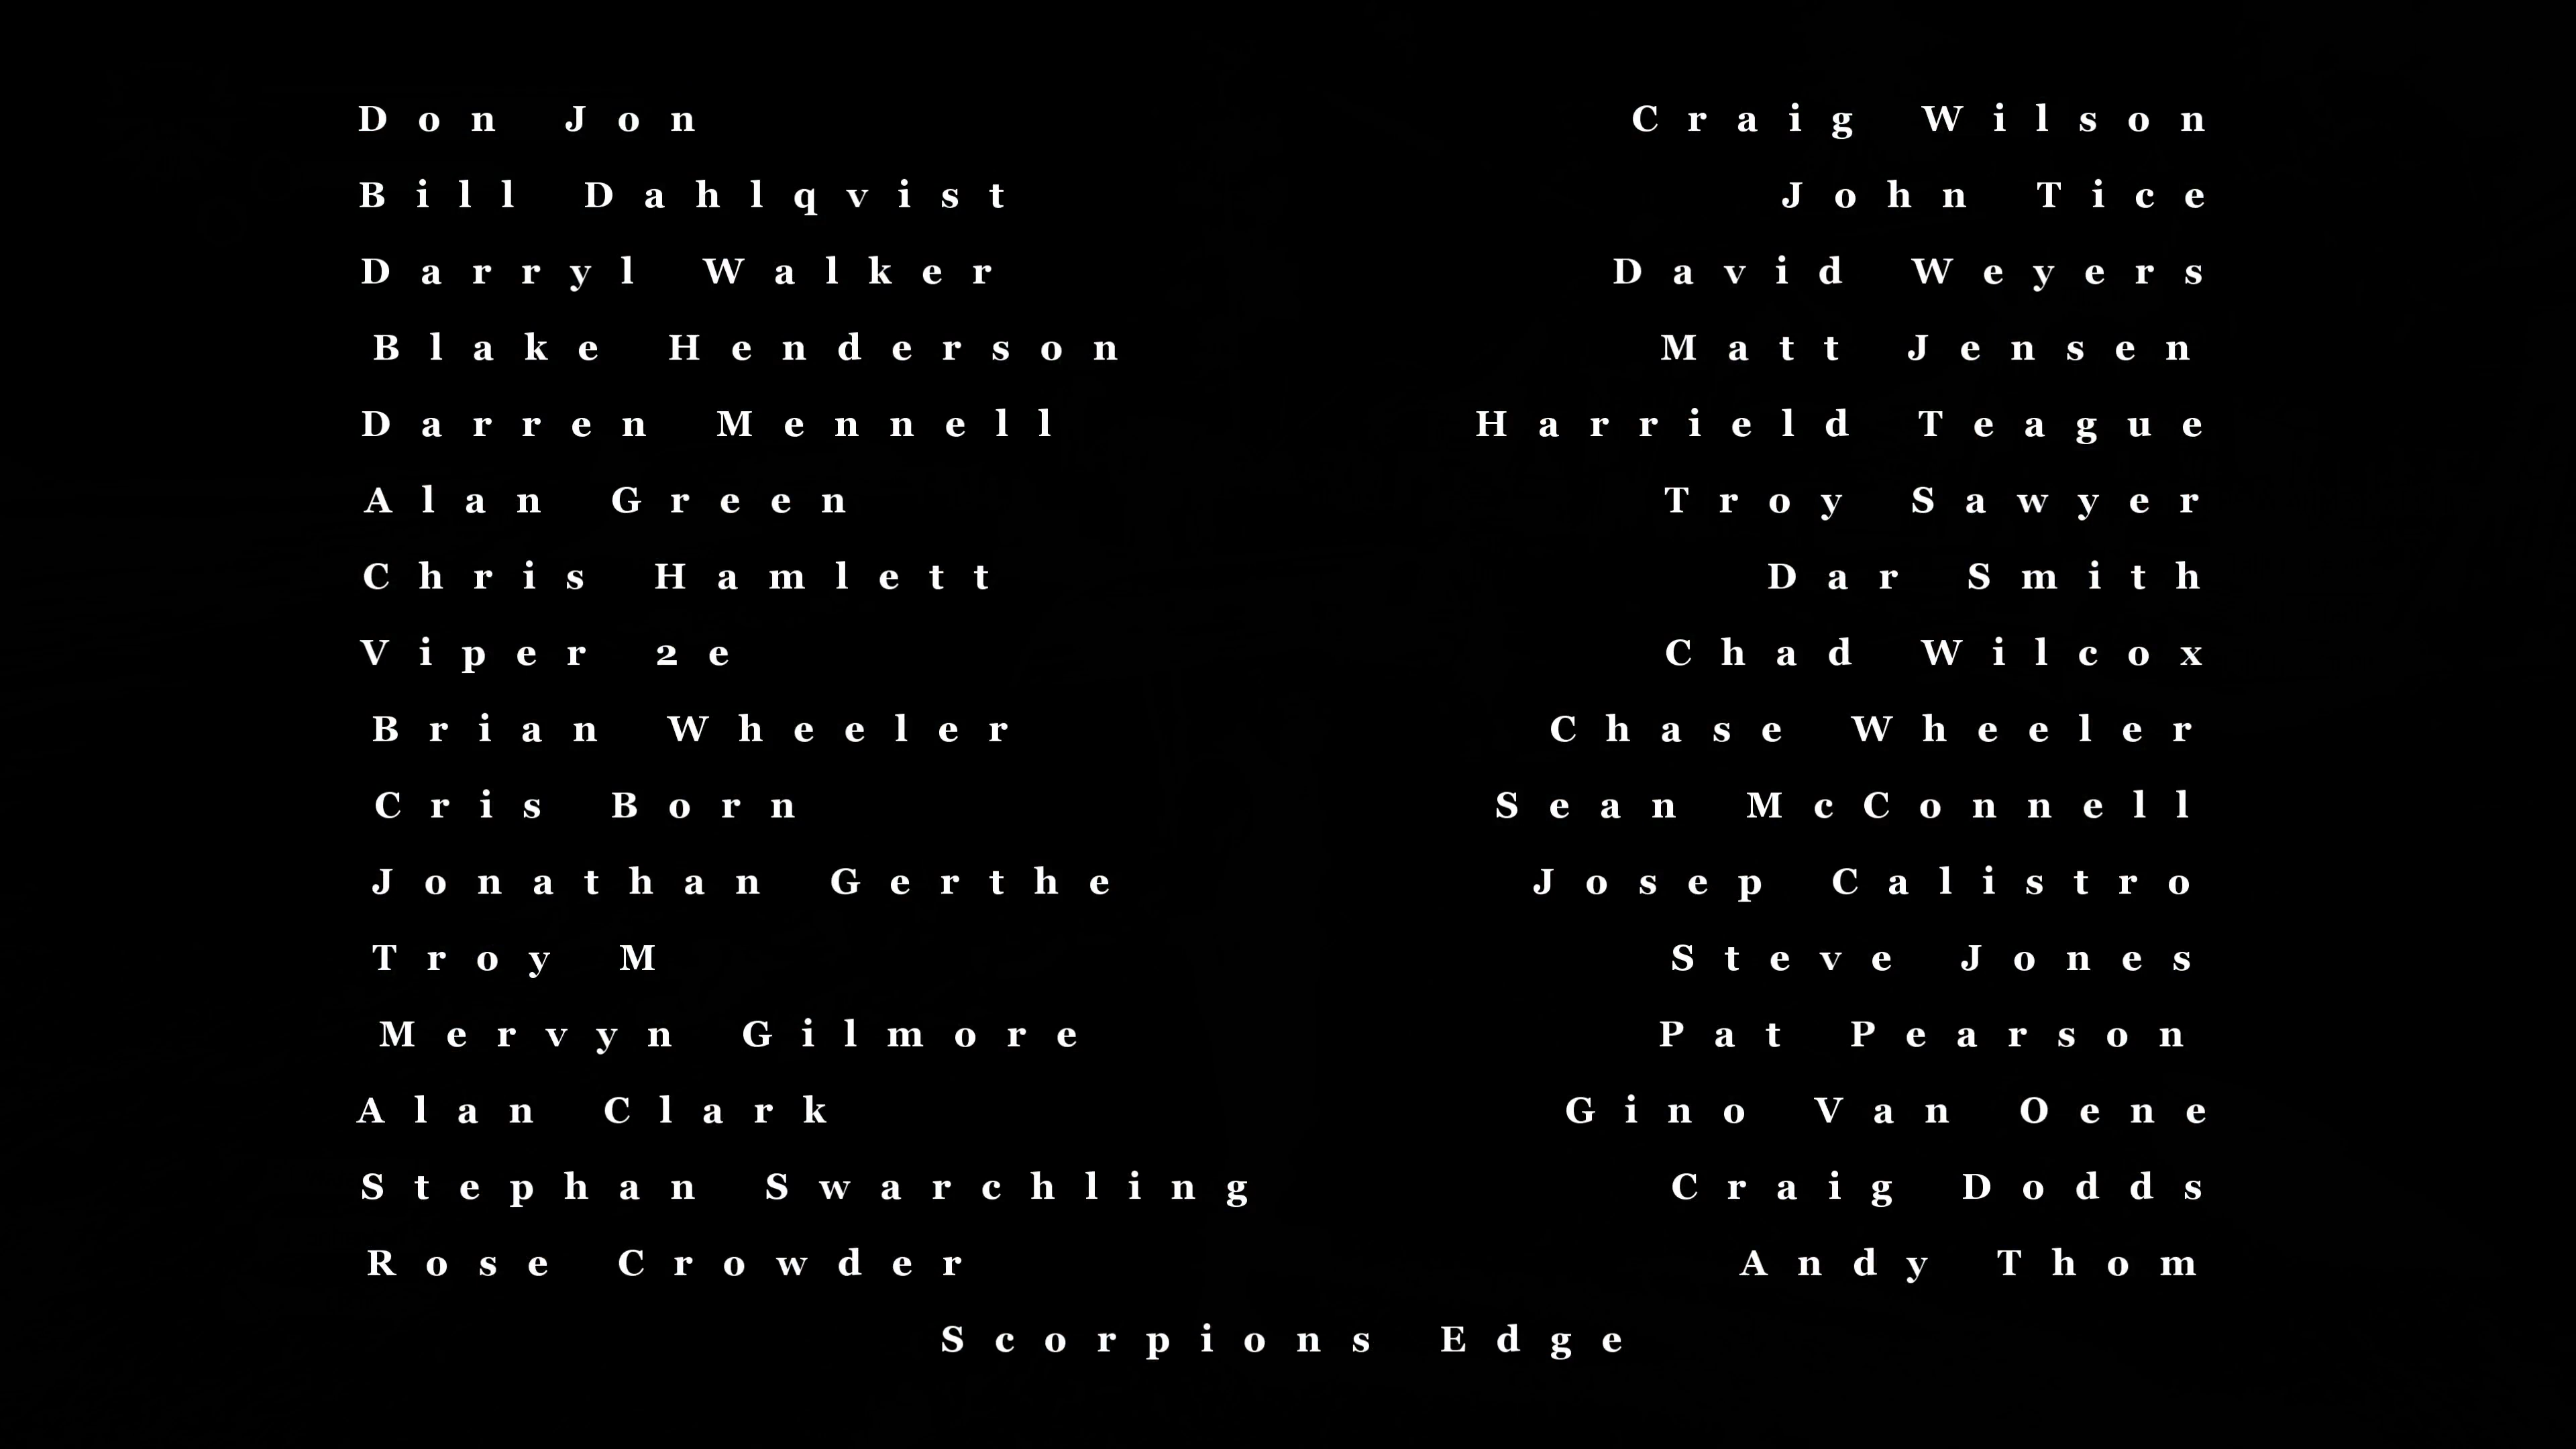 Don Jon Craig Wilson
Bill Dahlqvist John Tice
Darryl Walker David Weyers
Blake Henderson Matt Jensen
Darren Mennell Harrield Teague
Alan Green Troy Sawyer
Chris Hamlett Dar Smith
Viper 2e Chad Wilcox
Brian Wheeler Chase Wheeler
Cris Born Sean McConnell
Jonathan Gerthe Josep Calistro
Troy M Steve Jones
Mervyn Gilmore Pat Pearson
Alan Clark Gino Van Oene
Stephan Swarchling Craig Dodds
Rose Crowder Andy Thom
Scorpions Edge